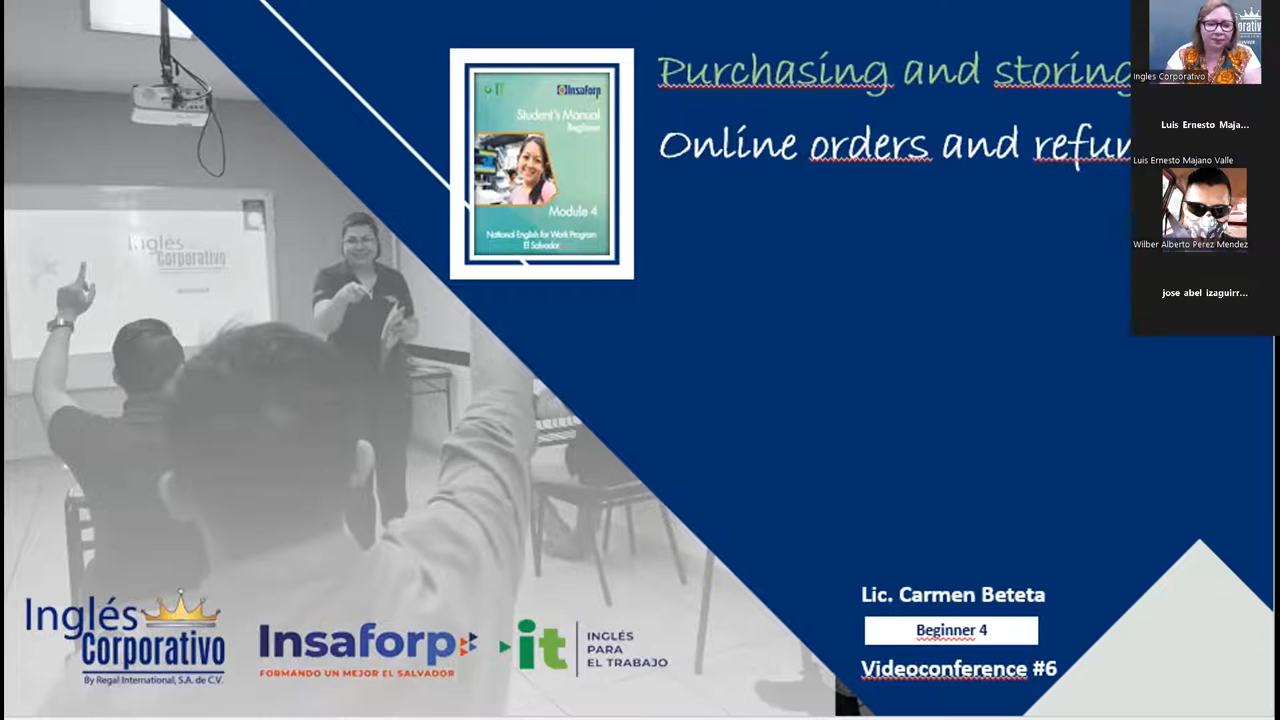 Purchasing and storing
Online orders and refun
Insaforp
Student's Manual
Beginner
Module 4
National English for Work Program
El Salvador
Ingles Corporativo
Luis Ernesto Maja...
Luis Ernesto Majano Valle
Wilber Alberto Perez Mendez
jose abel izaguirr...
Inglés
Corporativo
Inglés
Corporativo
By Regal International, S.A. de C.V.
Insaforp
FORMANDO UN MEJOR EL SALVADOR
it
INGLÉS
PARA
EL TRABAJO
Lic. Carmen Beteta
Beginner 4
Videoconference #6